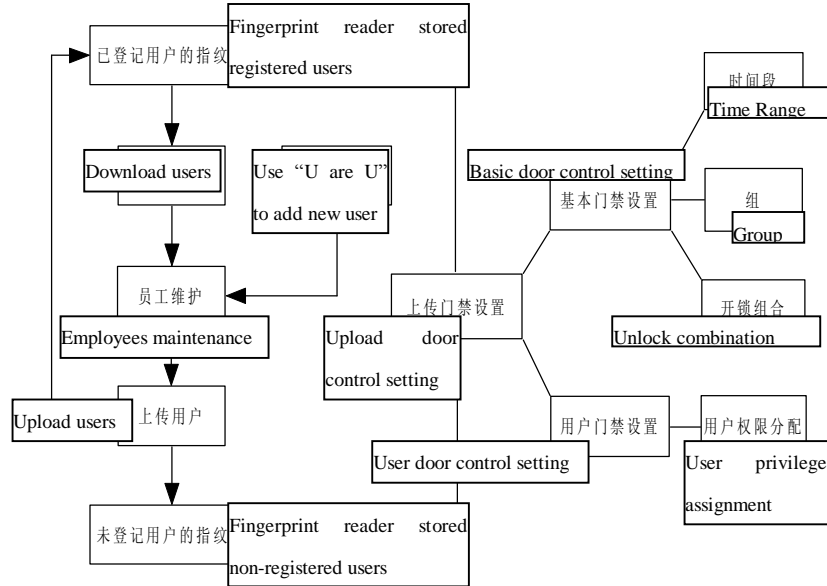 已登记用户的指纹
Fingerprint reader stored
registered users
时间段
Time Range
Download users
Use “U are U”
to add new user
Basic door control setting
基本门禁设置
组
Group
员工维护
Employees maintenance
上传门禁设置
Upload door
control setting
开锁组合
Unlock combination
Upload users
上传用户
用户门禁设置
User door control setting
用户权限分配
User privilege
assignment
未登记用户的指纹
Fingerprint reader stored
non-registered users